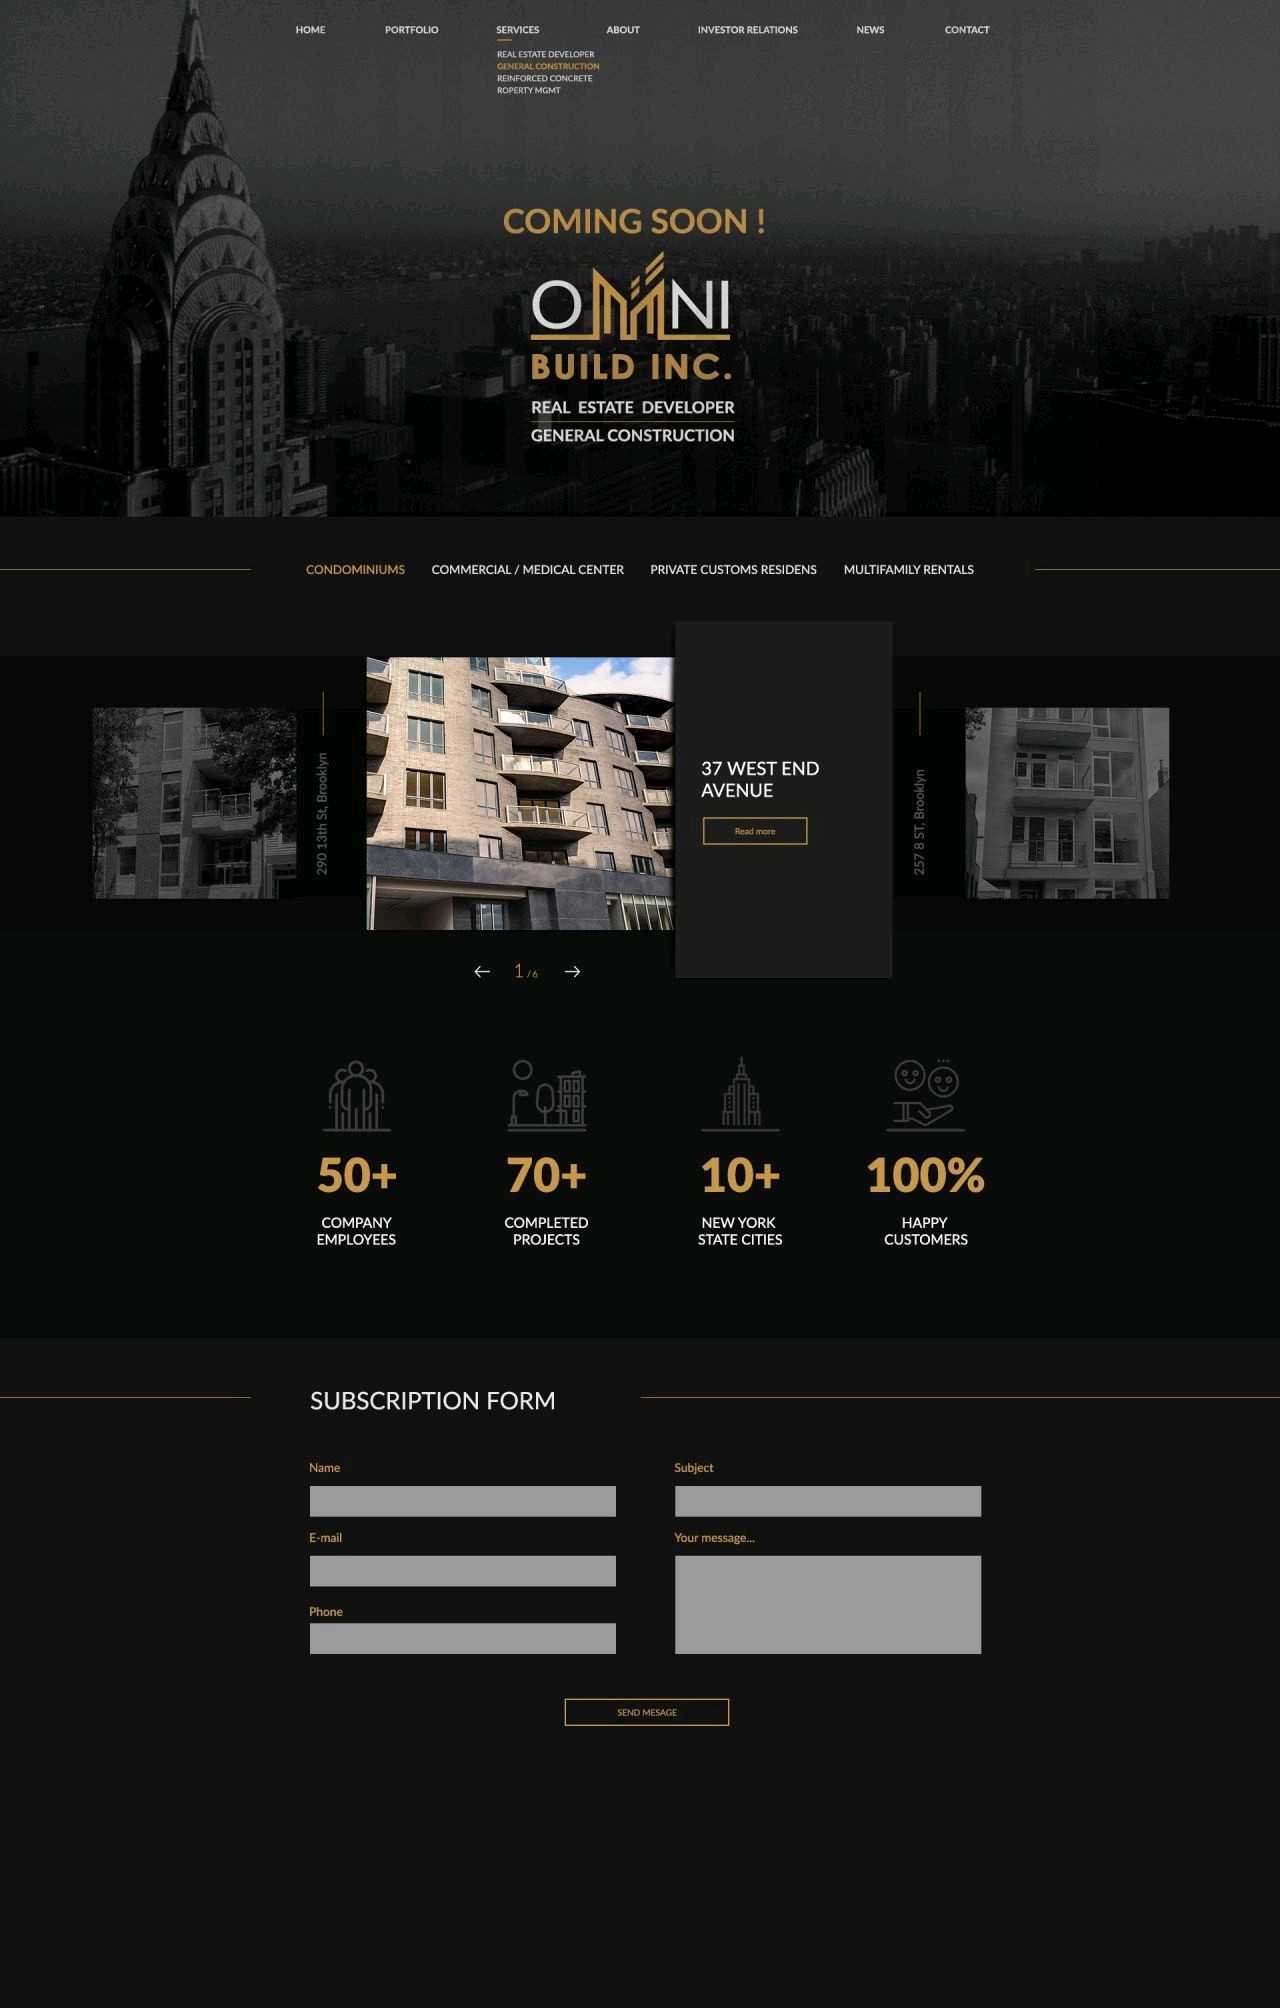 HOME PORTFOLIO SERVICES ABOUT INVESTOR RELATIONS NEWS CONTACT
REAL ESTATE DEVELOPER
GENERAL CONSTRUCTION
REINFORCED CONCRETE
ROPERTY MGMT
COMING SOON !
OMNI
BUILD INC.
REAL ESTATE DEVELOPER
GENERAL CONSTRUCTION
CONDOMINIUMS COMMERCIAL / MEDICAL CENTER PRIVATE CUSTOMS RESIDENS MULTIFAMILY RENTALS
290 13th St, Brooklyn
37 WEST END
AVENUE
Read more
257 8 ST, Brooklyn
1 / 6
50+ 70+ 10+ 100%
COMPANY COMPLETED NEW YORK HAPPY
EMPLOYEES PROJECTS STATE CITIES CUSTOMERS
SUBSCRIPTION FORM
Name Subject
E-mail Your message...
Phone
SEND MESAGE